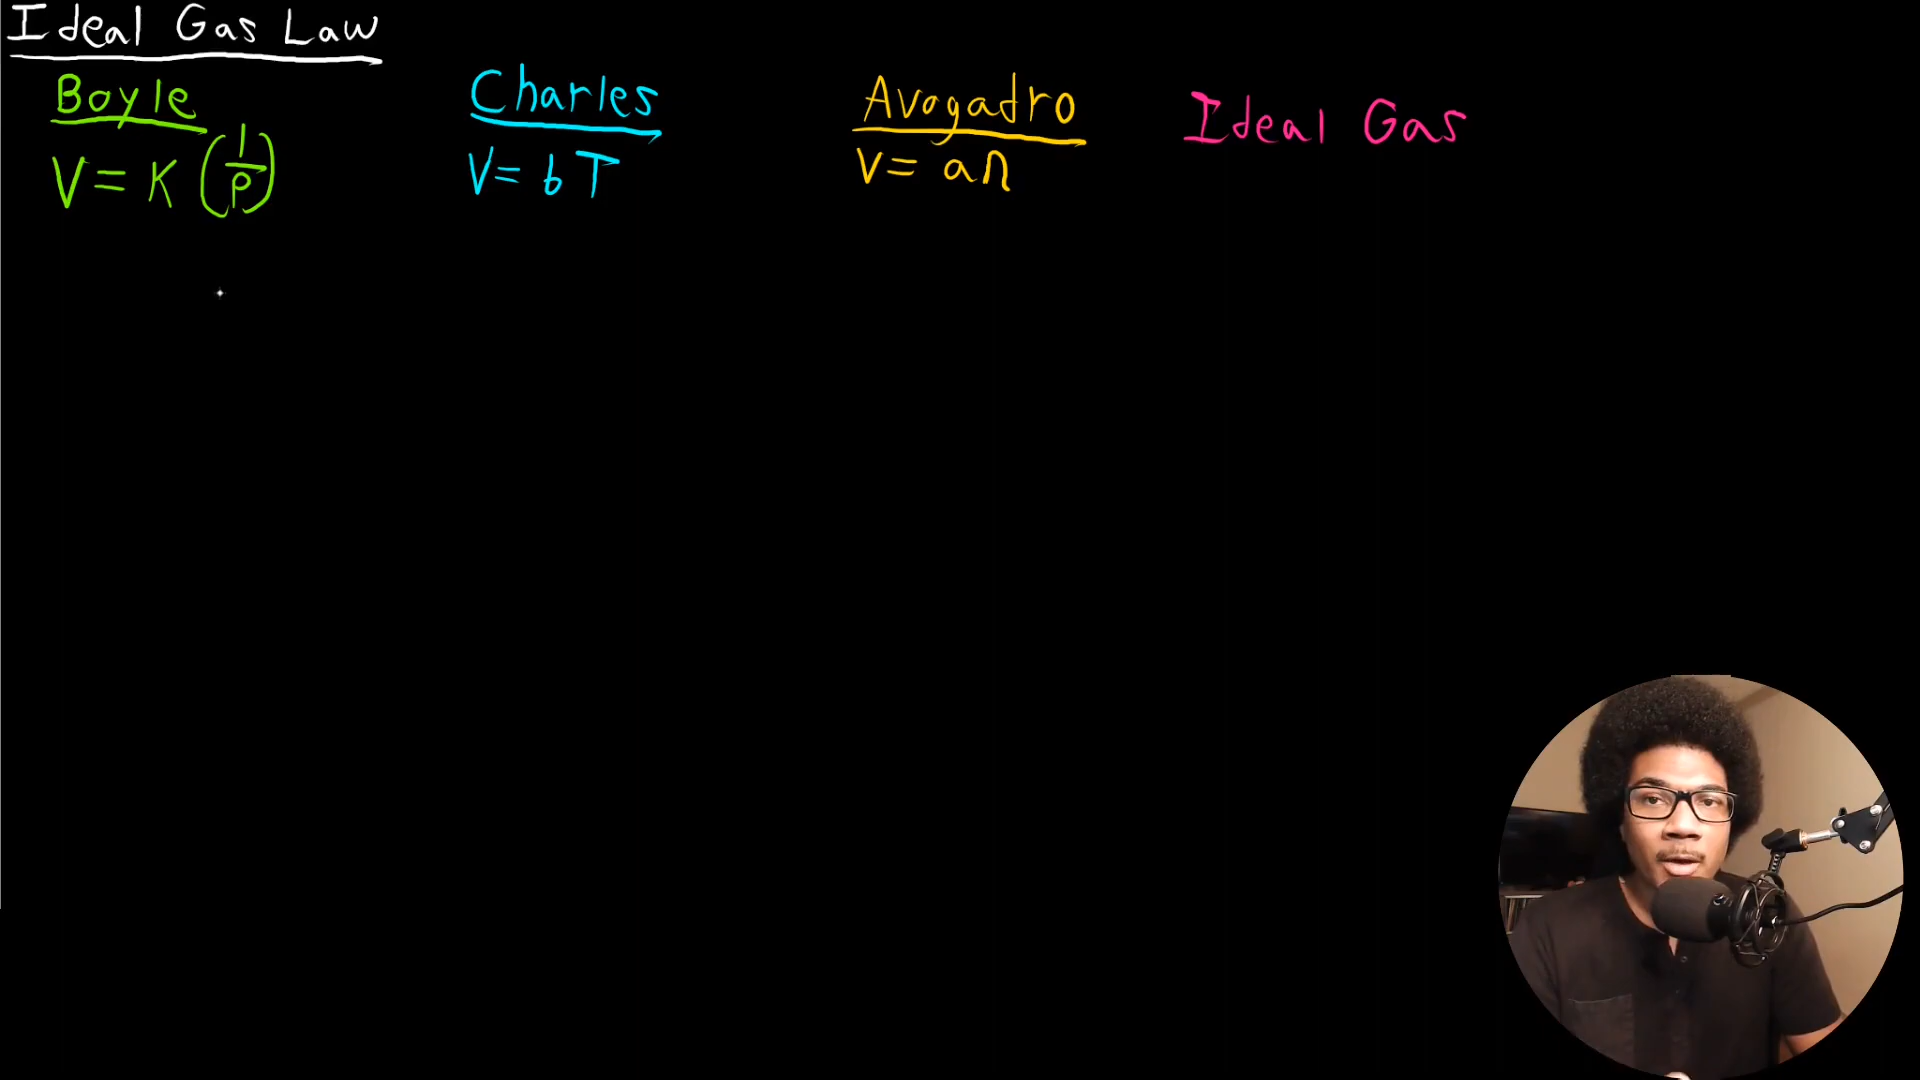 Ideal Gas Law
Boyle
V = K (1/P)
Charles
V = bT
Avogadro
V = an
Ideal Gas